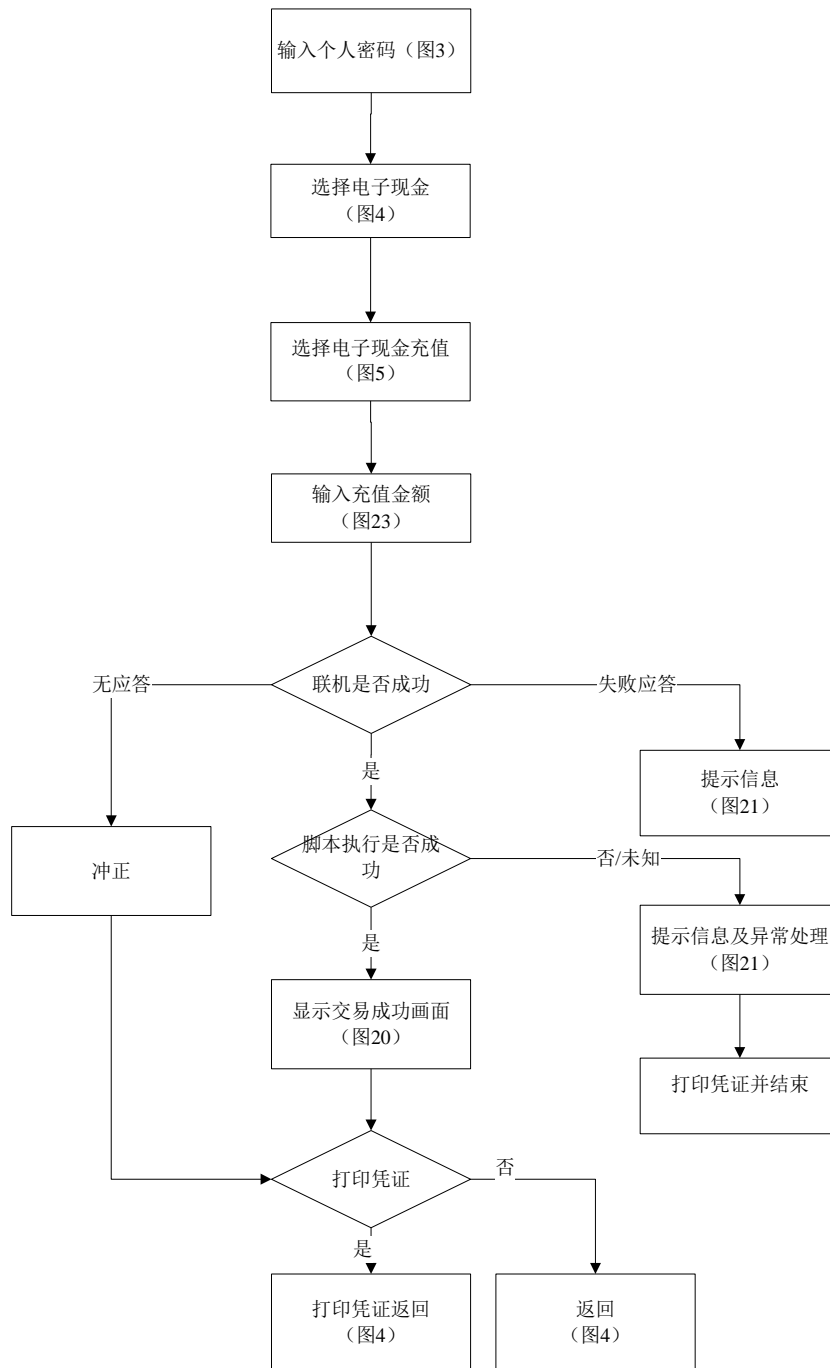 输入个人密码（图3）
选择电子现金
（图4）
选择电子现金充值
（图5）
输入充值金额
（图23）
无应答
联机是否成功
失败应答
是
提示信息
（图21）
冲正
脚本执行是否成
功
否/未知
是
提示信息及异常处理
（图21）
显示交易成功画面
（图20）
打印凭证并结束
打印凭证
否
是
打印凭证返回
（图4）
返回
（图4）